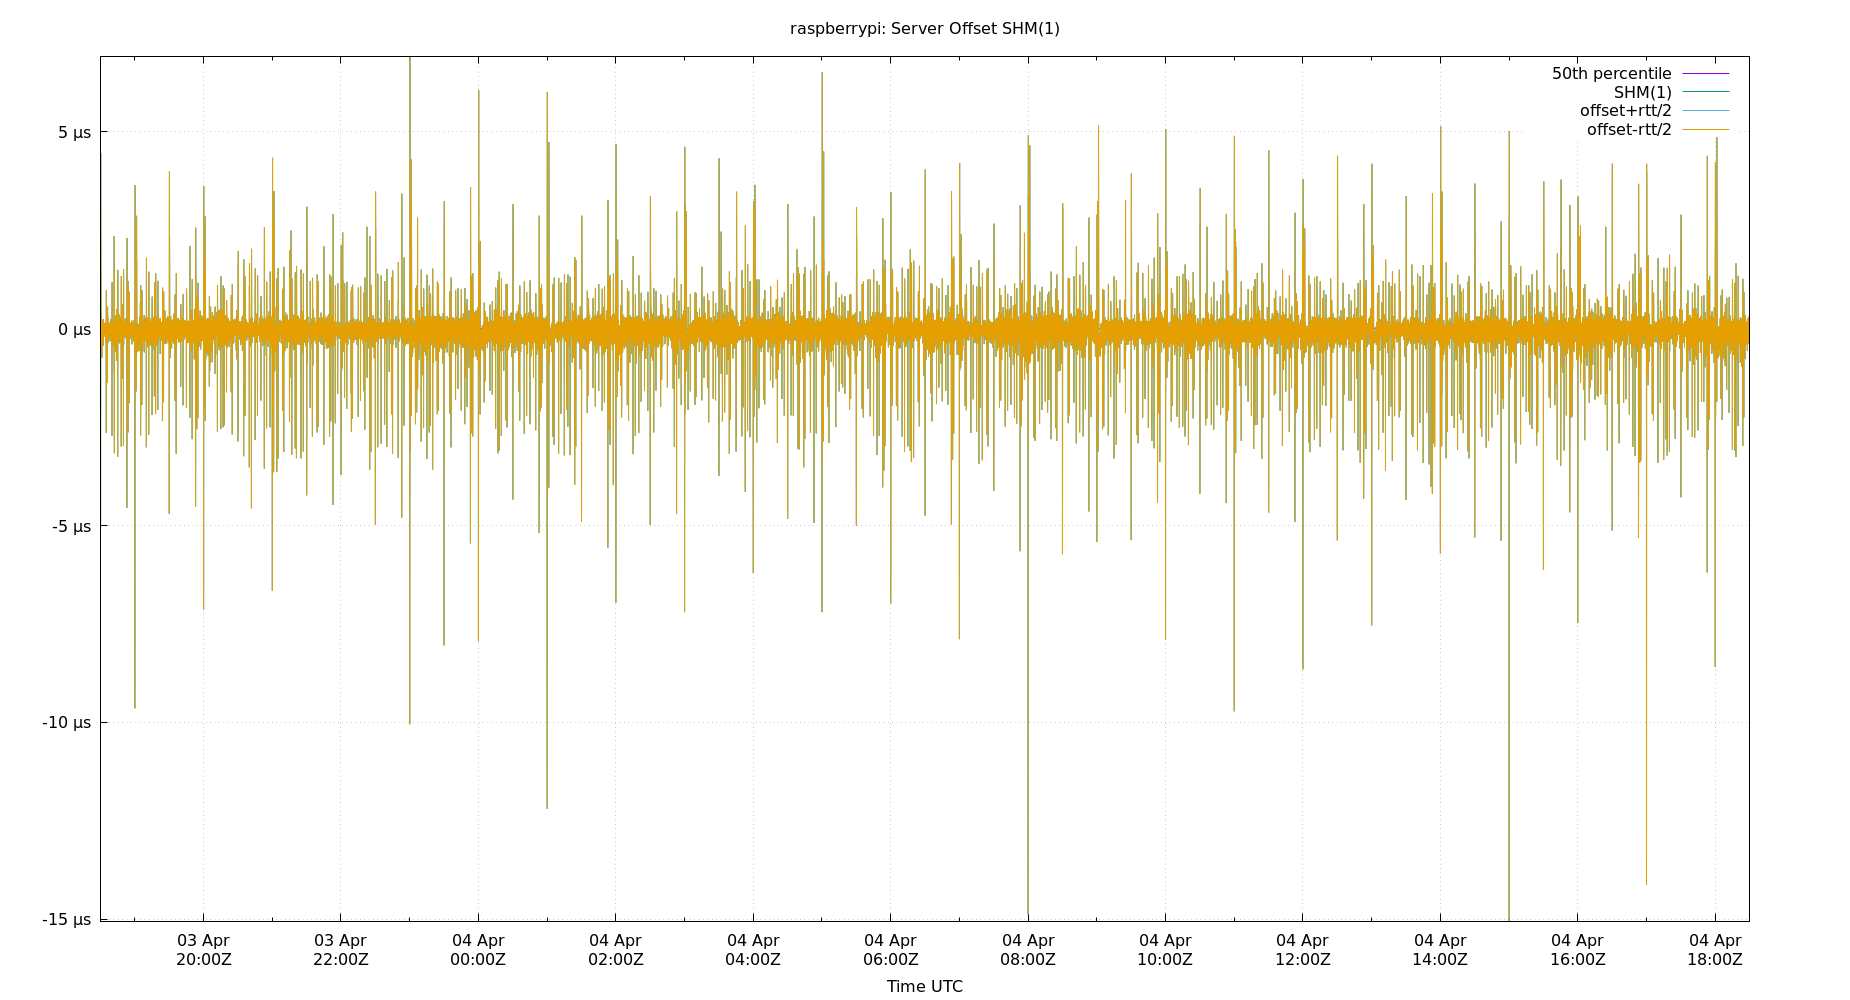 raspberrypi: Server Offset SHM(1)
50th percentile
SHM(1)
offset+rtt/2
offset-rtt/2
5 µs
0 µs
-5 µs
-10 µs
-15 µs
03 Apr 03 Apr 04 Apr 04 Apr 04 Apr 04 Apr 04 Apr 04 Apr 04 Apr 04 Apr 04 Apr 04 Apr
20:00Z 22:00Z 00:00Z 02:00Z 04:00Z 06:00Z 08:00Z 10:00Z 12:00Z 14:00Z 16:00Z 18:00Z
Time UTC